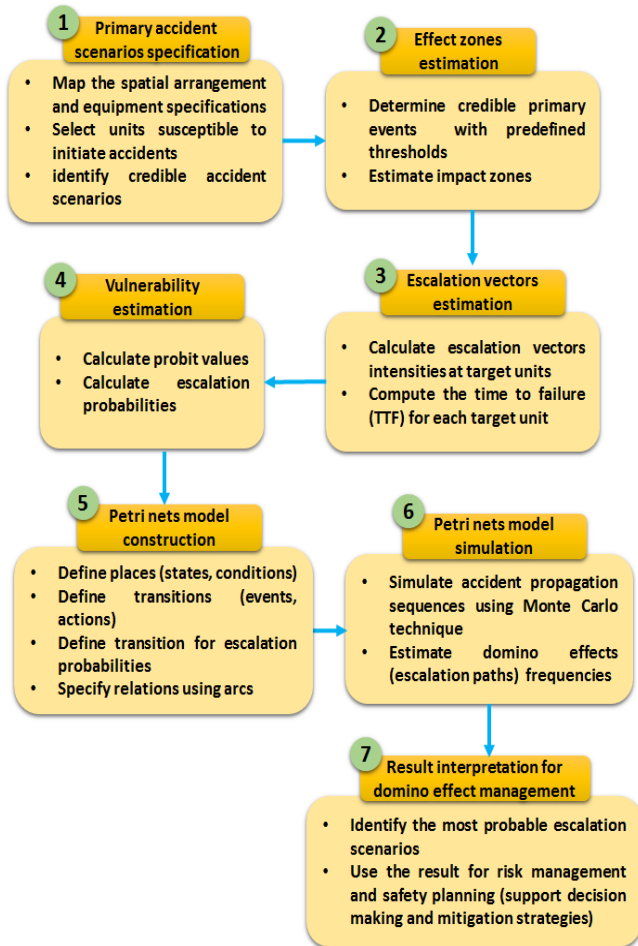 1
Primary accident
scenarios specification
• Map the spatial arrangement
and equipment specifications
• Select units susceptible to
initiate accidents
• identify credible accident
scenarios
2
Effect zones
estimation
• Determine credible primary
events with predefined
thresholds
• Estimate impact zones
3
Escalation vectors
estimation
• Calculate escalation vectors
intensities at target units
• Compute the time to failure
(TTF) for each target unit
4
Vulnerability
estimation
• Calculate probit values
• Calculate escalation
probabilities
5
Petri nets model
construction
• Define places (states, conditions)
• Define transitions (events,
actions)
• Define transition for escalation
probabilities
• Specify relations using arcs
6
Petri nets model
simulation
• Simulate accident propagation
sequences using Monte Carlo
technique
• Estimate domino effects
(escalation paths) frequencies
7
Result interpretation for
domino effect management
• Identify the most probable escalation
scenarios
• Use the result for risk management
and safety planning (support decision
making and mitigation strategies)